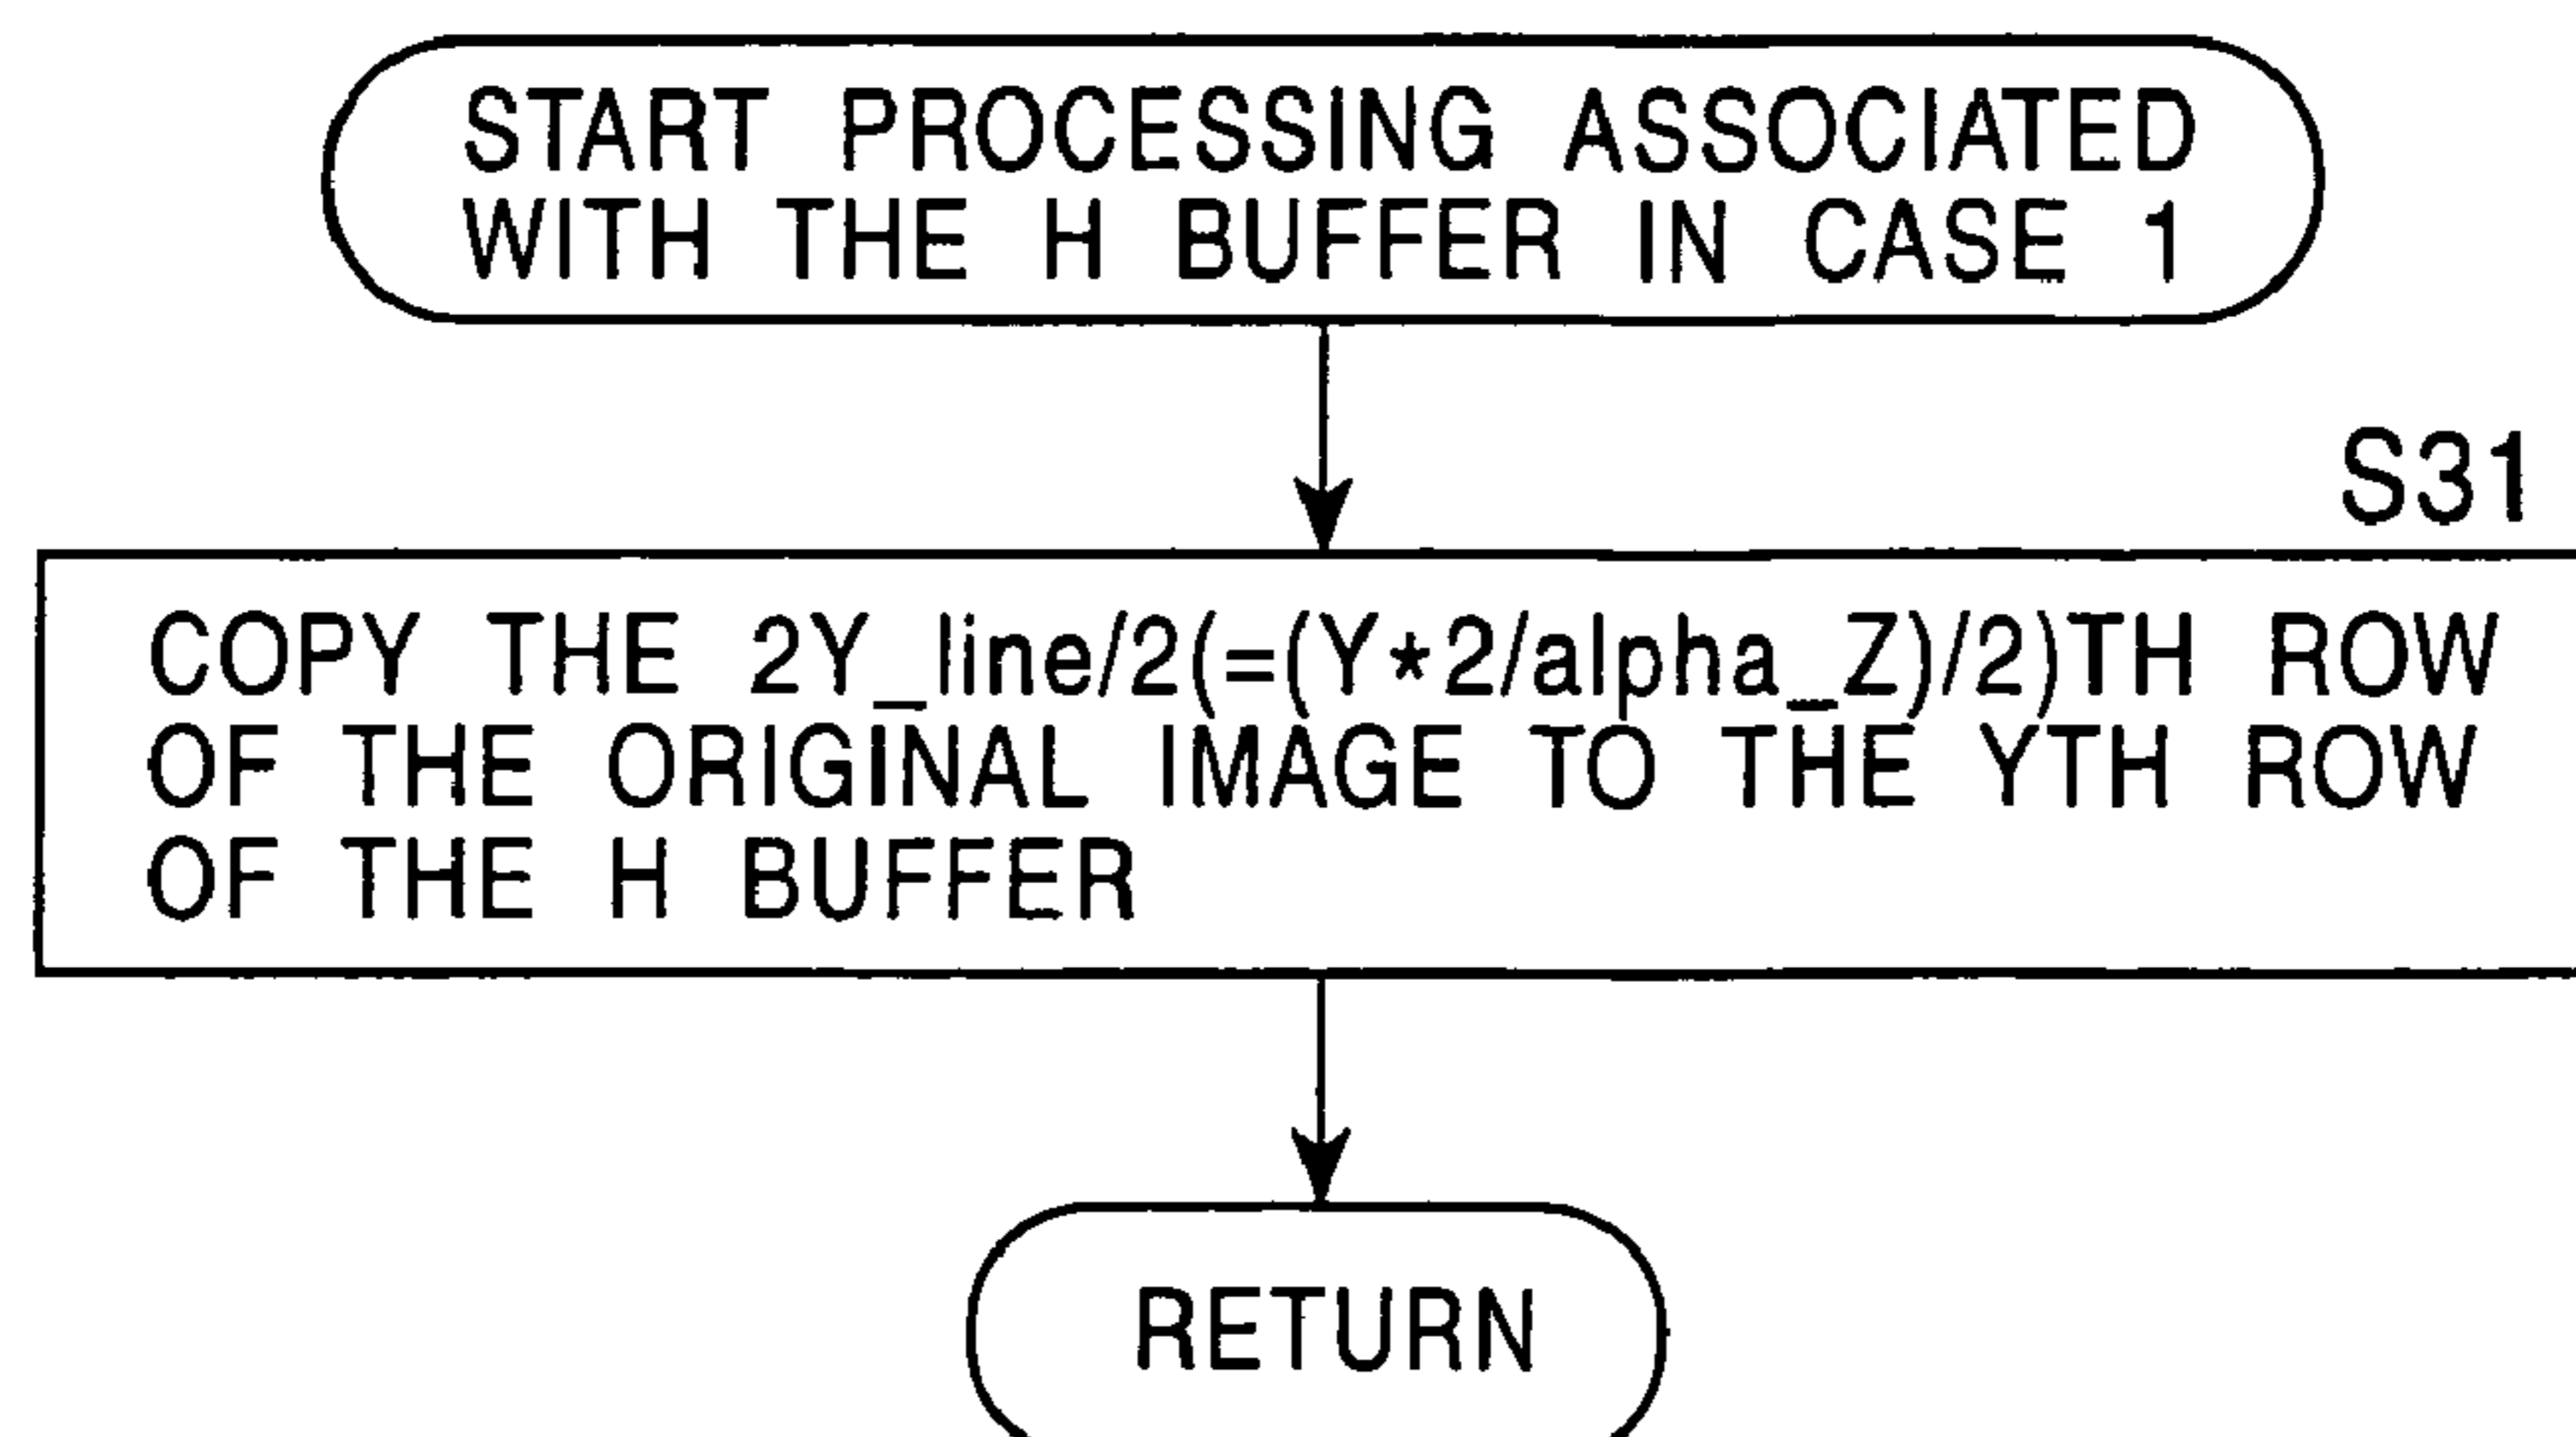 START PROCESSING ASSOCIATED
WITH THE H BUFFER IN CASE 1
S31
COPY THE 2Y_line/2(=(Y*2/alpha_Z)/2)TH ROW
OF THE ORIGINAL IMAGE TO THE YTH ROW
OF THE H BUFFER
RETURN